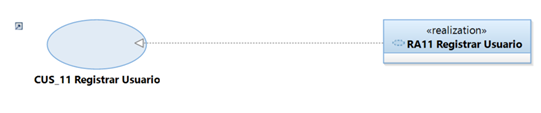 «realization»
RA11 Registrar Usuario
CUS_11 Registrar Usuario